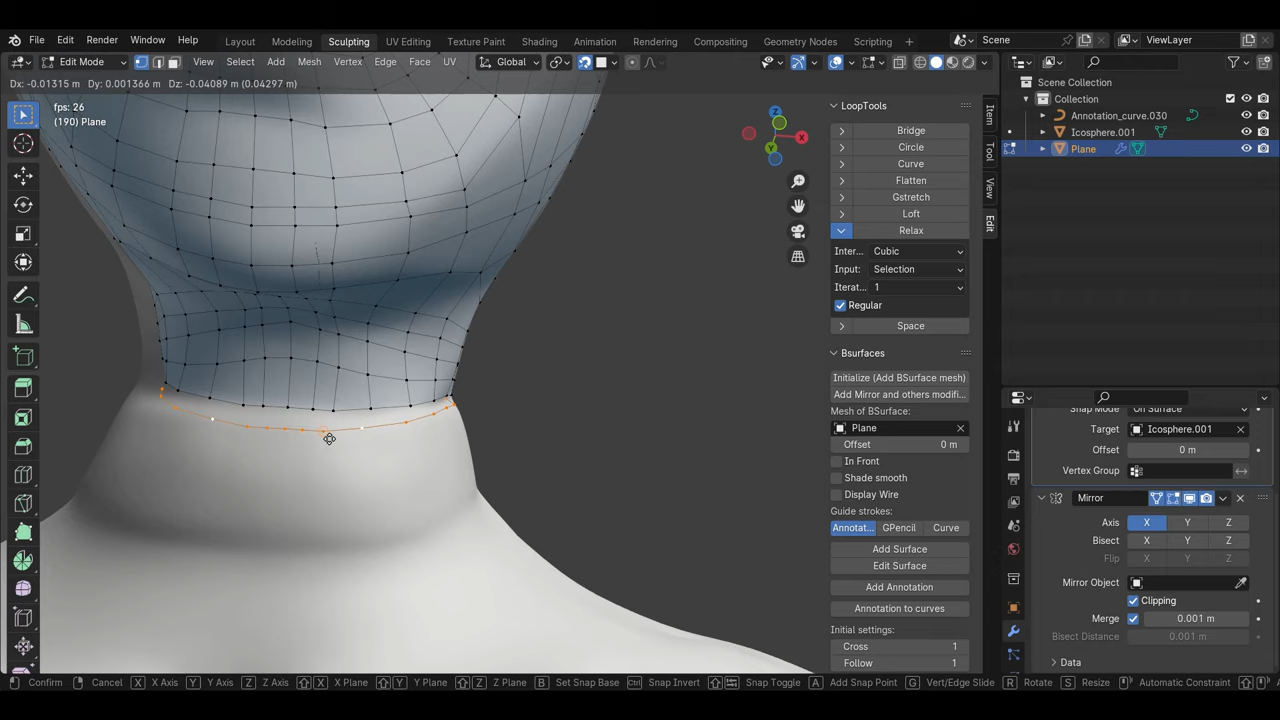 File Edit Render Window Help Layout Modeling Sculpting UV Editing Texture Paint Shading Animation Rendering Compositing Geometry Nodes Scripting + Scene ViewLayer
Edit Mode View Select Add Mesh Vertex Edge Face UV Global
Dx: -0.01315 m Dy: 0.001366 m Dz: -0.04089 m (0.04297 m)
fps: 26
(190) Plane
Z
X
Y
LoopTools
Bridge
Circle
Curve
Flatten
Gstretch
Loft
Relax
Inter... Cubic
Input: Selection
Iterat... 1
Regular
Space
Bsurfaces
Initialize (Add BSurface mesh)
Add Mirror and others modifi...
Mesh of BSurface:
Plane
Offset 0 m
In Front
Shade smooth
Display Wire
Guide strokes:
Annotat... GPencil Curve
Add Surface
Edit Surface
Add Annotation
Annotation to curves
Initial settings:
Cross 1
Follow 1
Item
Tool
View
Edit
Scene Collection
Collection
Annotation_curve.030
Icosphere.001
Plane
Snap Mode On Surface
Target Icosphere.001
Offset 0 m
Vertex Group
Mirror
Axis X Y Z
Bisect X Y Z
Flip X Y Z
Mirror Object
Clipping
Merge 0.001 m
Bisect Distance 0.001 m
Data
Confirm Cancel X X Axis Y Y Axis Z Z Axis X X Plane Y Y Plane Z Z Plane B Set Snap Base Ctrl Snap Invert Snap Toggle A Add Snap Point G Vert/Edge Slide R Rotate S Resize Automatic Constraint A